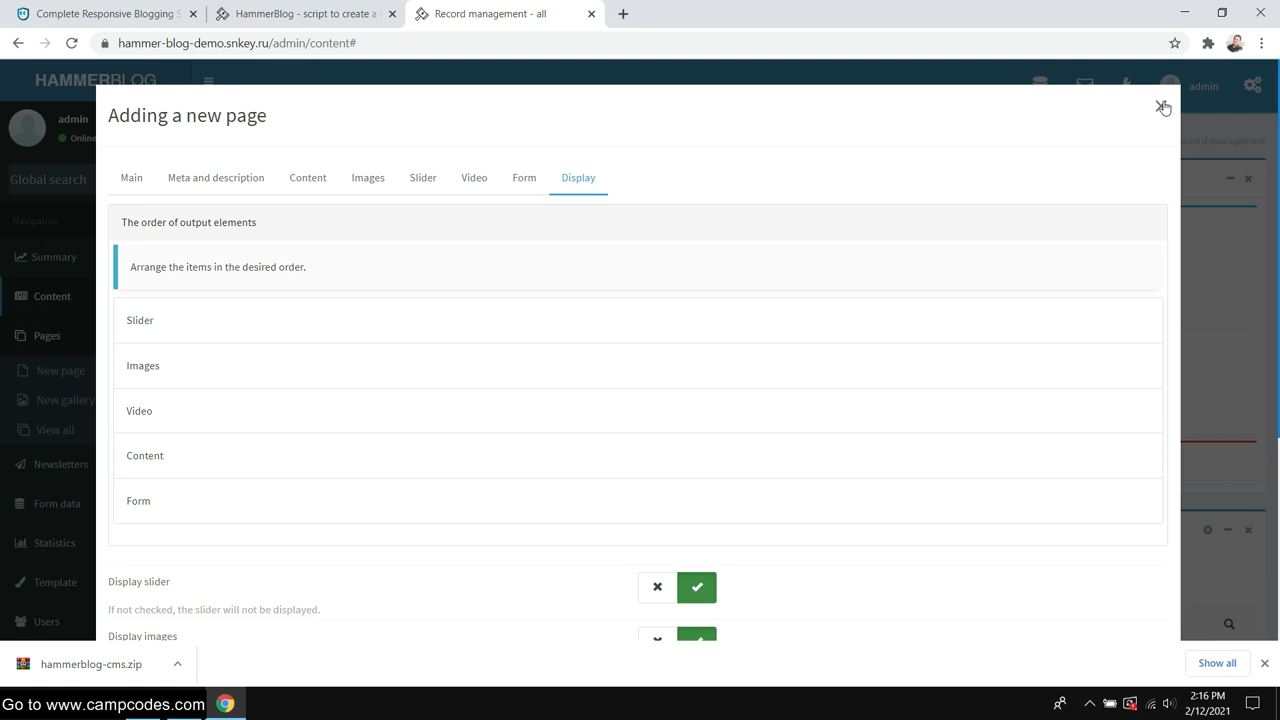 Complete Responsive Blogging S
HammerBlog - script to create a
Record management - all
hammer-blog-demo.snkey.ru/admin/content#
HAMMERBLOG
admin
admin
Online
Global search
Navigation
Summary
Content
Pages
New page
New gallery
View all
Newsletters
Form data
Statistics
Template
Users
Record management
Adding a new page
Main
Meta and description
Content
Images
Slider
Video
Form
Display
The order of output elements
Arrange the items in the desired order.
Slider
Images
Video
Content
Form
Display slider
If not checked, the slider will not be displayed.
Display images
hammerblog-cms.zip
Show all
Go to www.campcodes.com
2:16 PM
2/12/2021